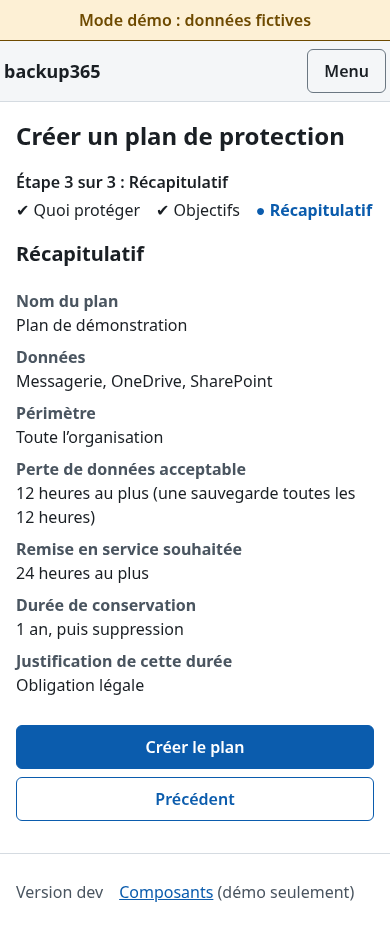 Mode démo : données fictives
backup365
Menu
Créer un plan de protection
Étape 3 sur 3 : Récapitulatif
✔ Quoi protéger ✔ Objectifs ● Récapitulatif
Récapitulatif
Nom du plan
Plan de démonstration
Données
Messagerie, OneDrive, SharePoint
Périmètre
Toute l’organisation
Perte de données acceptable
12 heures au plus (une sauvegarde toutes les
12 heures)
Remise en service souhaitée
24 heures au plus
Durée de conservation
1 an, puis suppression
Justification de cette durée
Obligation légale
Créer le plan
Précédent
Version dev Composants (démo seulement)